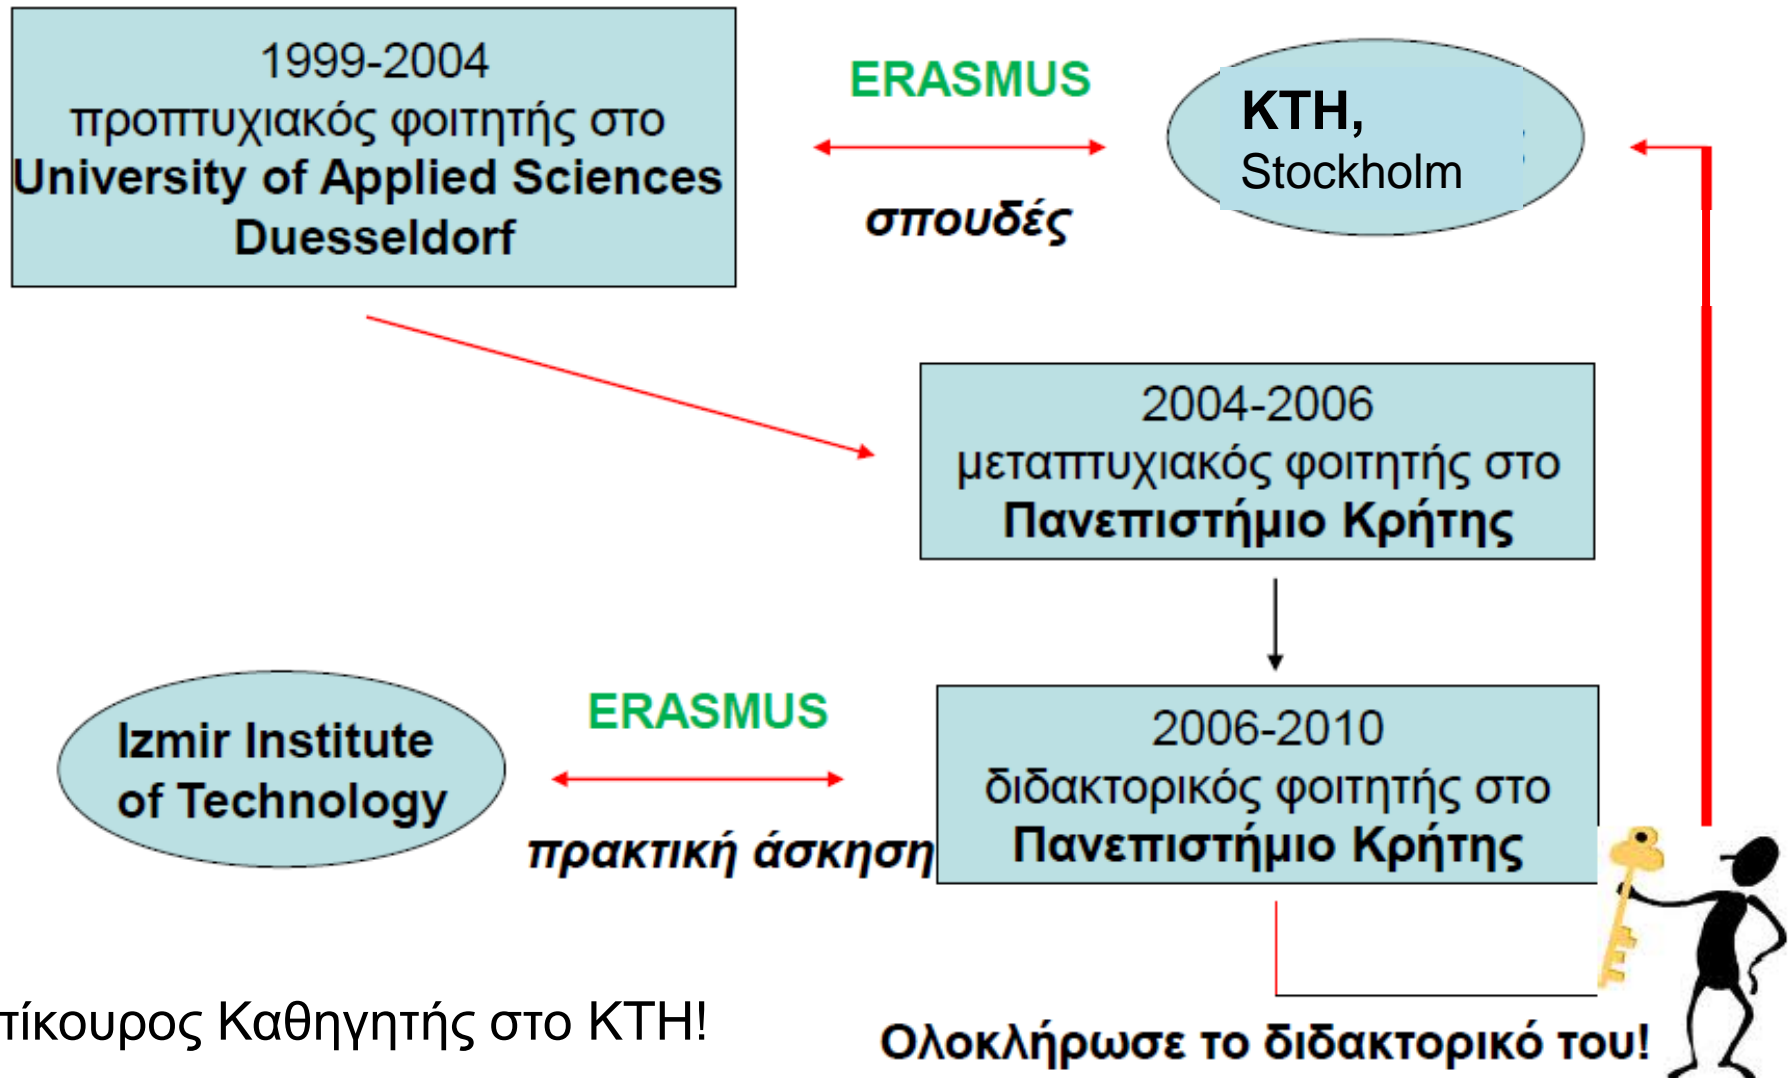 1999-2004
προπτυχιακός φοιτητής στο
University of Applied Sciences
Duesseldorf
ERASMUS
σπουδές
KTH,
Stockholm
2004-2006
μεταπτυχιακός φοιτητής στο
Πανεπιστήμιο Κρήτης
Izmir Institute
of Technology
ERASMUS
πρακτική άσκηση
2006-2010
διδακτορικός φοιτητής στο
Πανεπιστήμιο Κρήτης
Καθηγητής στο KTH!
Ολοκλήρωσε το διδακτορικό του!